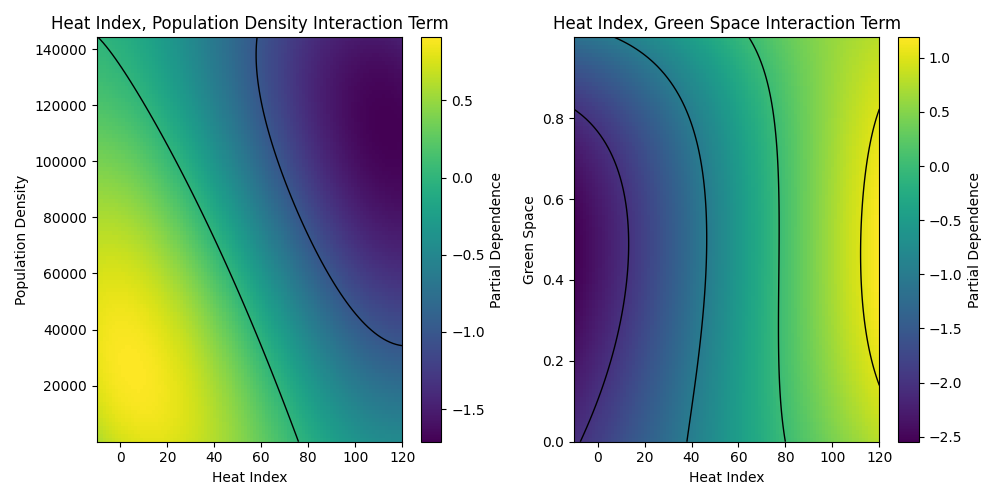 Heat Index, Population Density Interaction Term
140000
120000
100000
80000
60000
40000
20000
Population Density
0 20 40 60 80 100 120
Heat Index
0.5
0.0
−0.5
−1.0
−1.5
Partial Dependence
Heat Index, Green Space Interaction Term
0.8
0.6
0.4
0.2
0.0
Green Space
0 20 40 60 80 100 120
Heat Index
1.0
0.5
0.0
−0.5
−1.0
−1.5
−2.0
−2.5
Partial Dependence